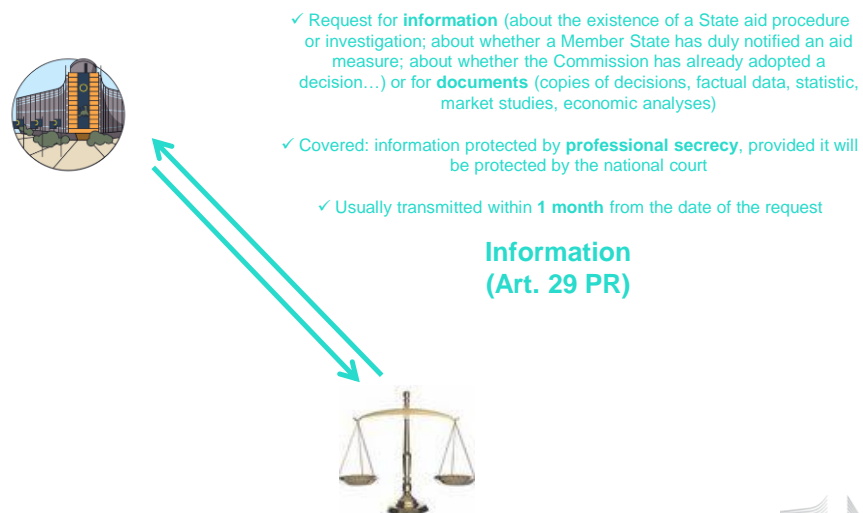 ✓ Request for information (about the existence of a State aid procedure
or investigation; about whether a Member State has duly notified an aid
measure; about whether the Commission has already adopted a
decision…) or for documents (copies of decisions, factual data, statistic,
market studies, economic analyses)
✓ Covered: information protected by professional secrecy, provided it will
be protected by the national court
✓ Usually transmitted within 1 month from the date of the request
Information
(Art. 29 PR)